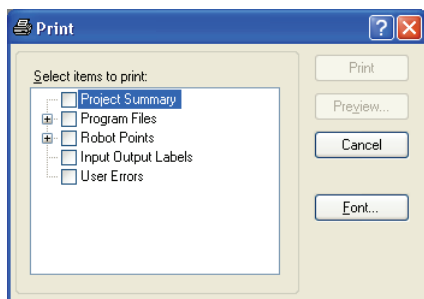 Print
Select items to print:
Project Summary
Program Files
Robot Points
Input Output Labels
User Errors
Print
Preview...
Cancel
Font...